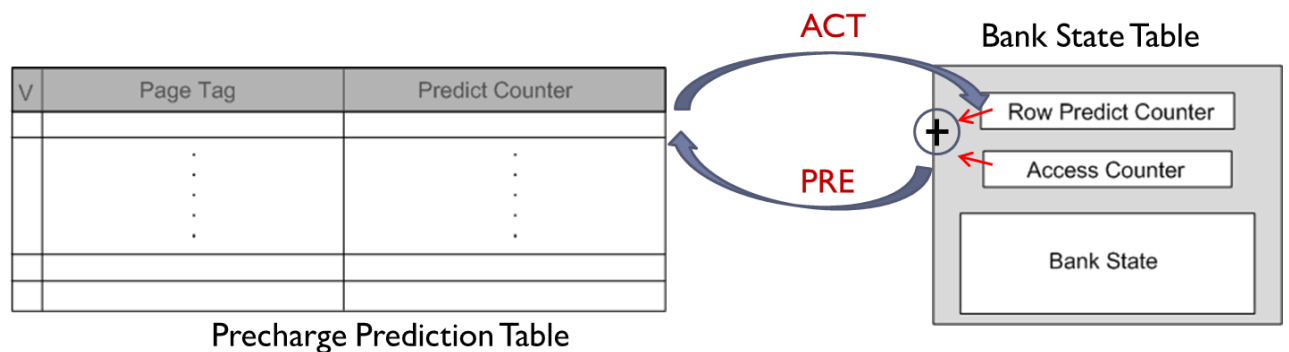 ACT
Bank State Table
V Page Tag Predict Counter
Row Predict Counter
+
Access Counter
PRE
Bank State
Precharge Prediction Table